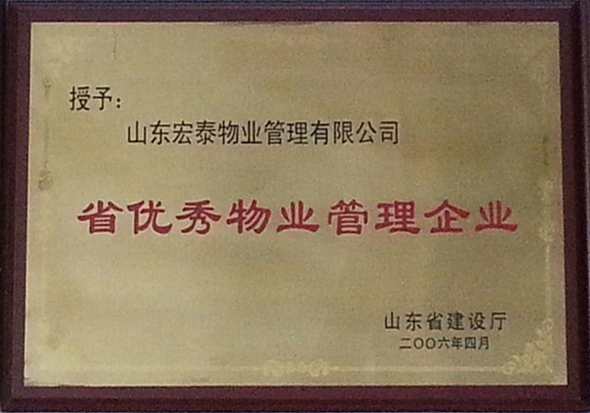 授予：
山东宏泰物业管理有限公司
省优秀物业管理企业
山东省建设厅
二〇〇六年四月